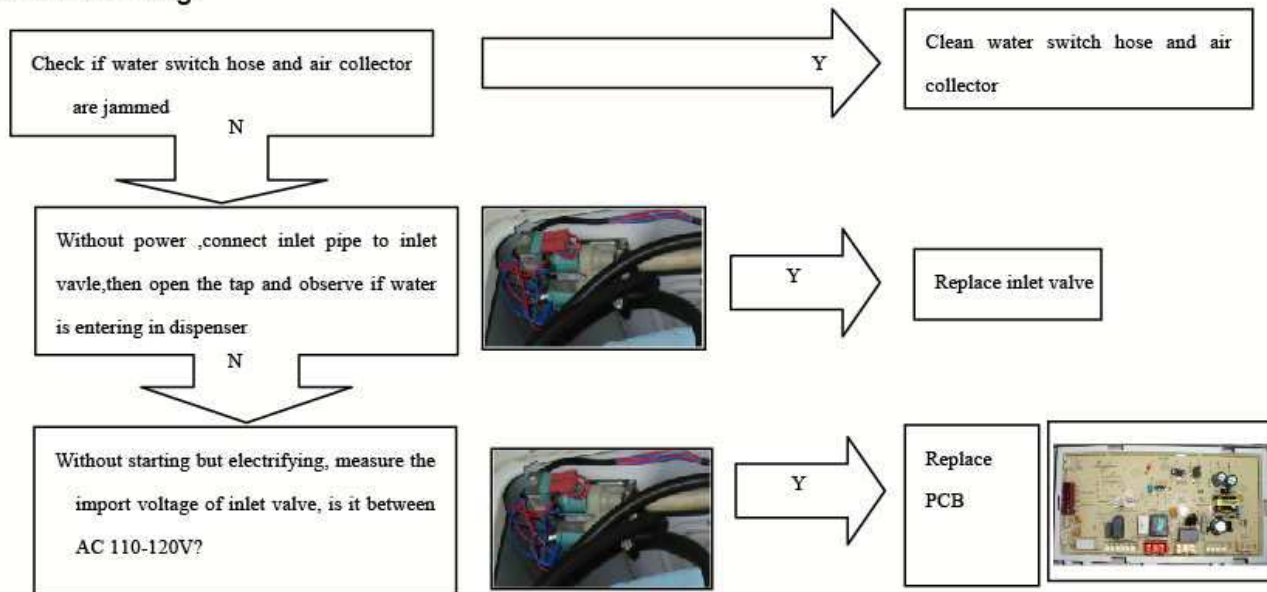 Check if water switch hose and air collector
are jammed
N
Y
Clean water switch hose and air
collector
Without power ,connect inlet pipe to inlet
vavle,then open the tap and observe if water
is entering in dispenser
N
Y
Replace inlet valve
Without starting but electrifying, measure the
import voltage of inlet valve, is it between
AC 110-120V?
Y
Replace
PCB